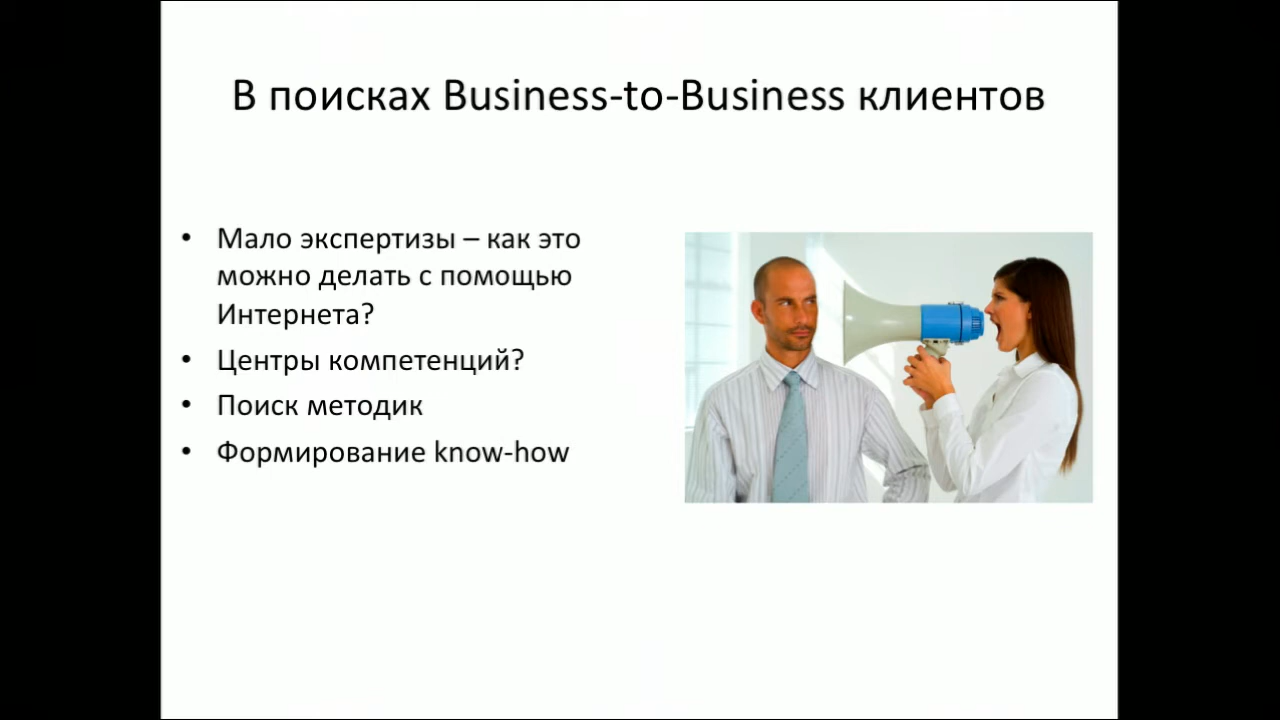 В поисках Business-to-Business клиентов
• Мало экспертизы – как это
можно делать с помощью
Интернета?
• Центры компетенций?
• Поиск методик
• Формирование know-how